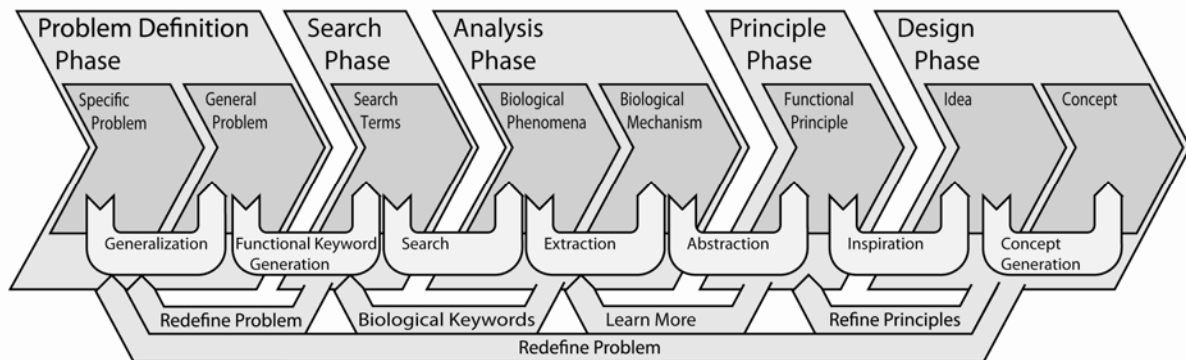 Problem Definition
Phase
Search
Phase
Analysis
Phase
Principle
Phase
Design
Phase
Specific
Problem
General
Problem
Search
Terms
Biological
Phenomena
Biological
Mechanism
Functional
Principle
Idea
Concept
Generalization
Functional Keyword
Generation
Search
Extraction
Abstraction
Inspiration
Concept
Generation
Redefine Problem
Biological Keywords
Learn More
Refine Principles
Redefine Problem